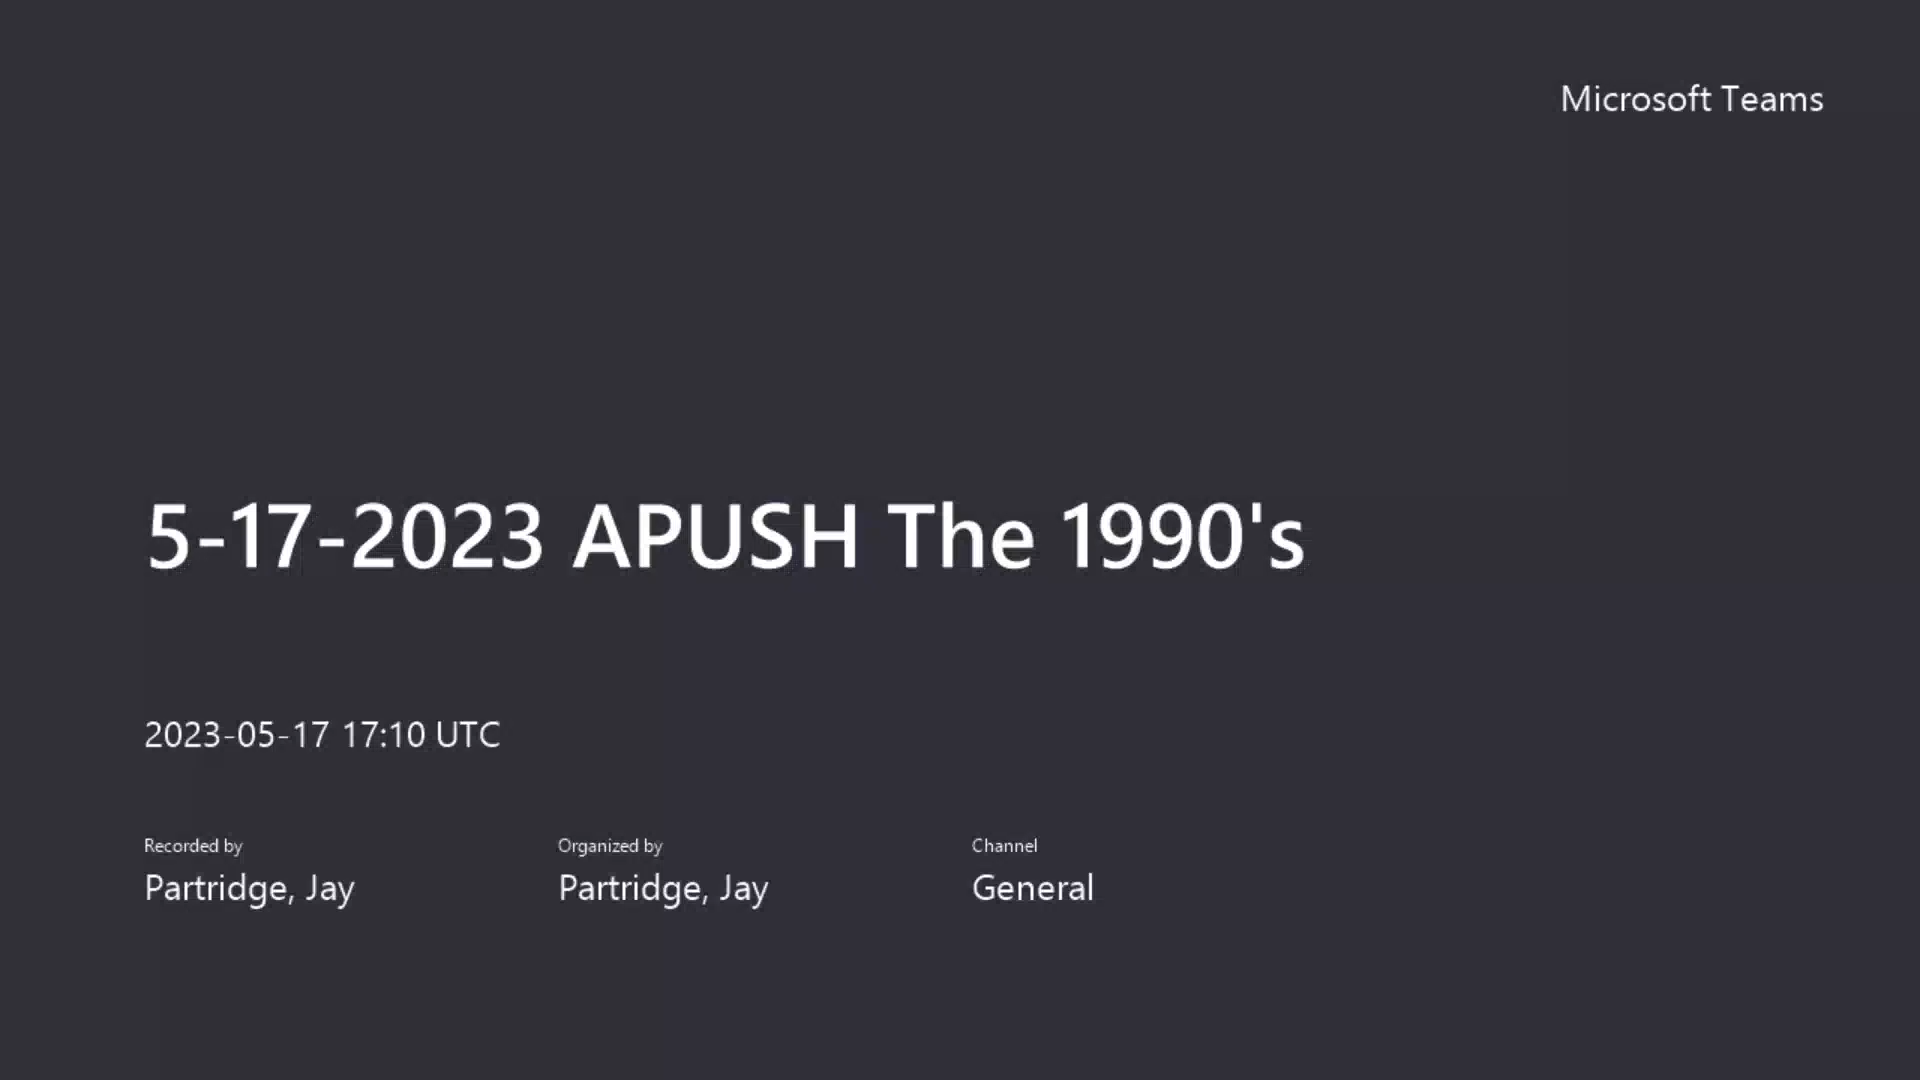 Microsoft Teams
5-17-2023 APUSH The 1990's
2023-05-17 17:10 UTC
Recorded by
Partridge, Jay
Organized by
Partridge, Jay
Channel
General